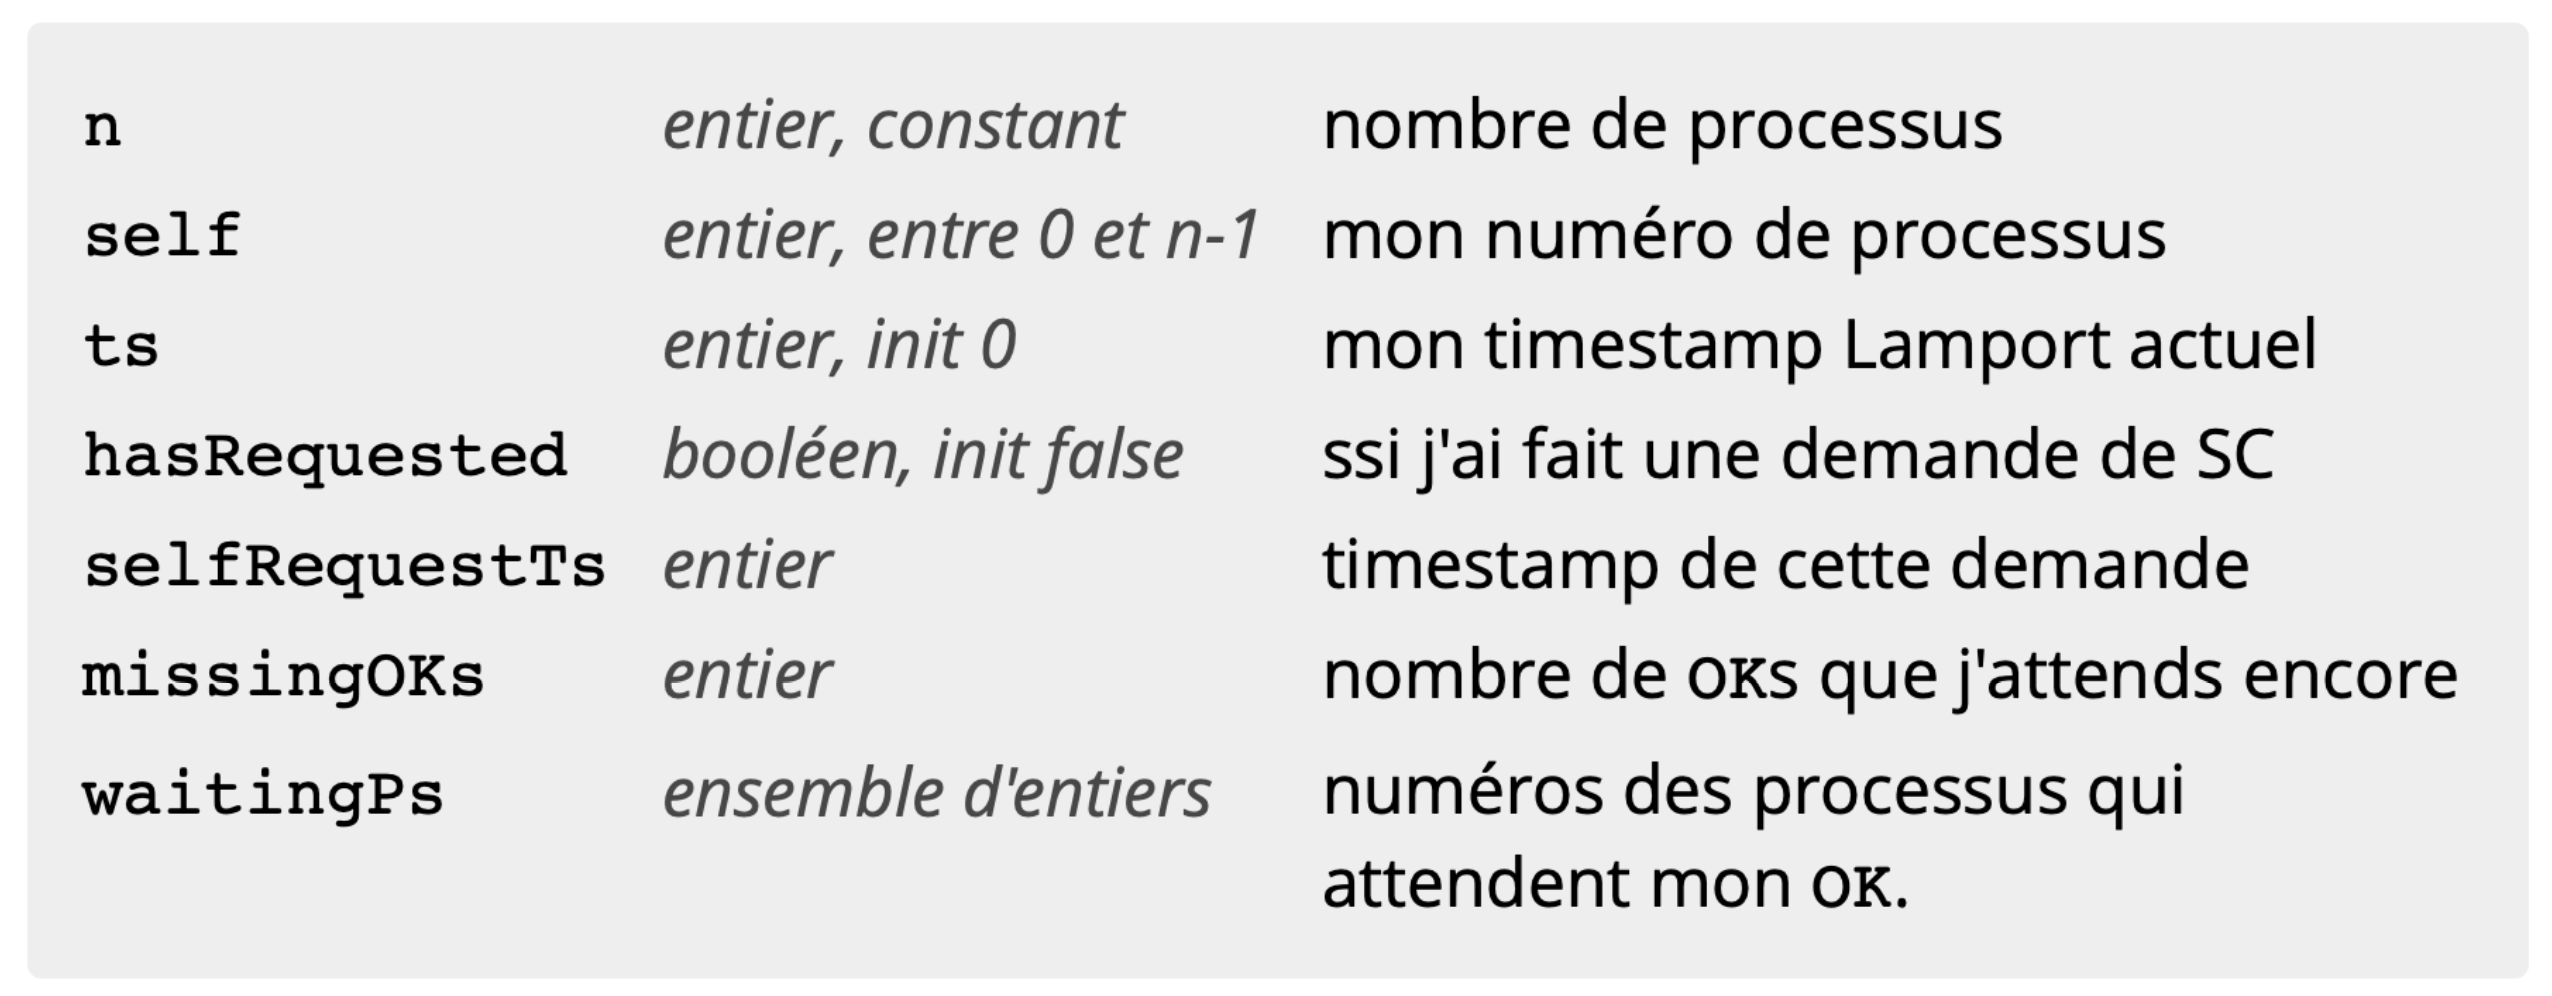 n entier, constant nombre de processus
self entier, entre 0 et n-1 mon numéro de processus
ts entier, init 0 mon timestamp Lamport actuel
hasRequested booléen, init false ssi j'ai fait une demande de SC
selfRequestTs entier timestamp de cette demande
missingOKs entier nombre de OKs que j'attends encore
waitingPs ensemble d'entiers numéros des processus qui
attendent mon OK.